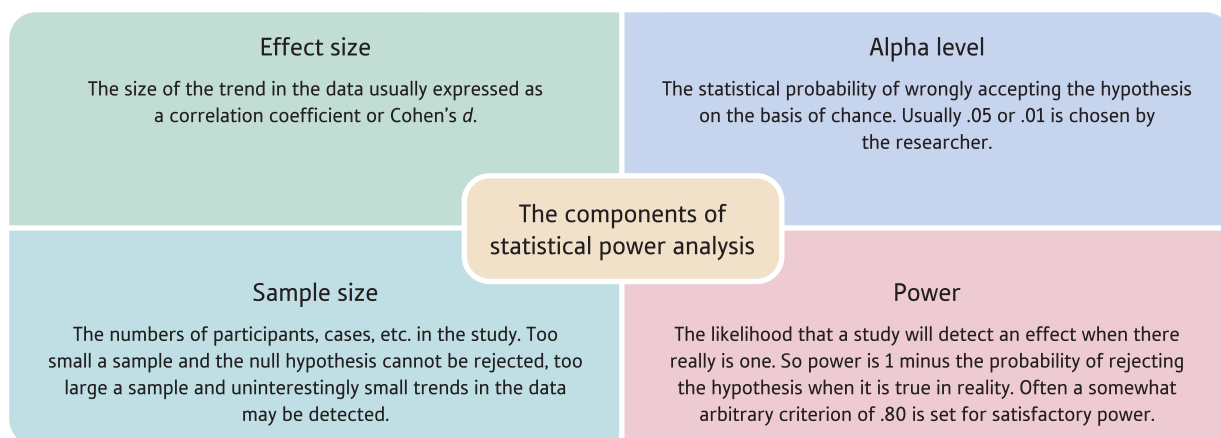 Effect size
The size of the trend in the data usually expressed as
a correlation coefficient or Cohen's d.
Alpha level
The statistical probability of wrongly accepting the hypothesis
on the basis of chance. Usually .05 or .01 is chosen by
the researcher.
The components of
statistical power analysis
Sample size
The numbers of participants, cases, etc. in the study. Too
small a sample and the null hypothesis cannot be rejected, too
large a sample and uninterestingly small trends in the data
may be detected.
Power
The likelihood that a study will detect an effect when there
really is one. So power is 1 minus the probability of rejecting
the hypothesis when it is true in reality. Often a somewhat
arbitrary criterion of .80 is set for satisfactory power.